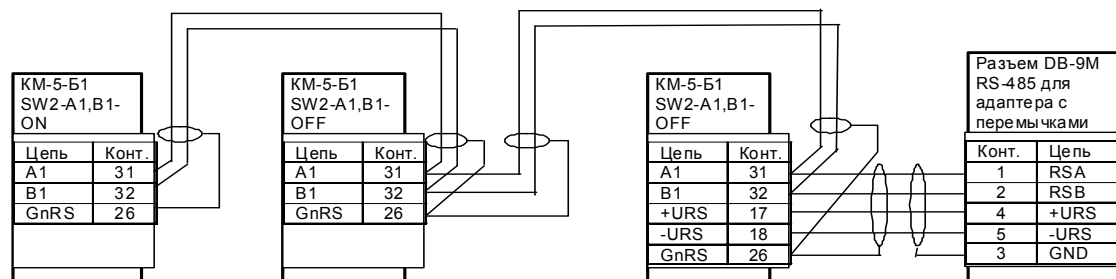 КМ-5-Б1
SW2-A1,B1-
ON
Цепь Конт.
A1 31
B1 32
GnRS 26
КМ-5-Б1
SW2-A1,B1-
OFF
Цепь Конт.
A1 31
B1 32
GnRS 26
КМ-5-Б1
SW2-A1,B1-
OFF
Цепь Конт.
A1 31
B1 32
+URS 17
-URS 18
GnRS 26
Разъем DB-9M
RS-485 для
адаптера с
перемычками
Конт. Цепь
1 RSA
2 RSB
4 +URS
5 -URS
3 GND